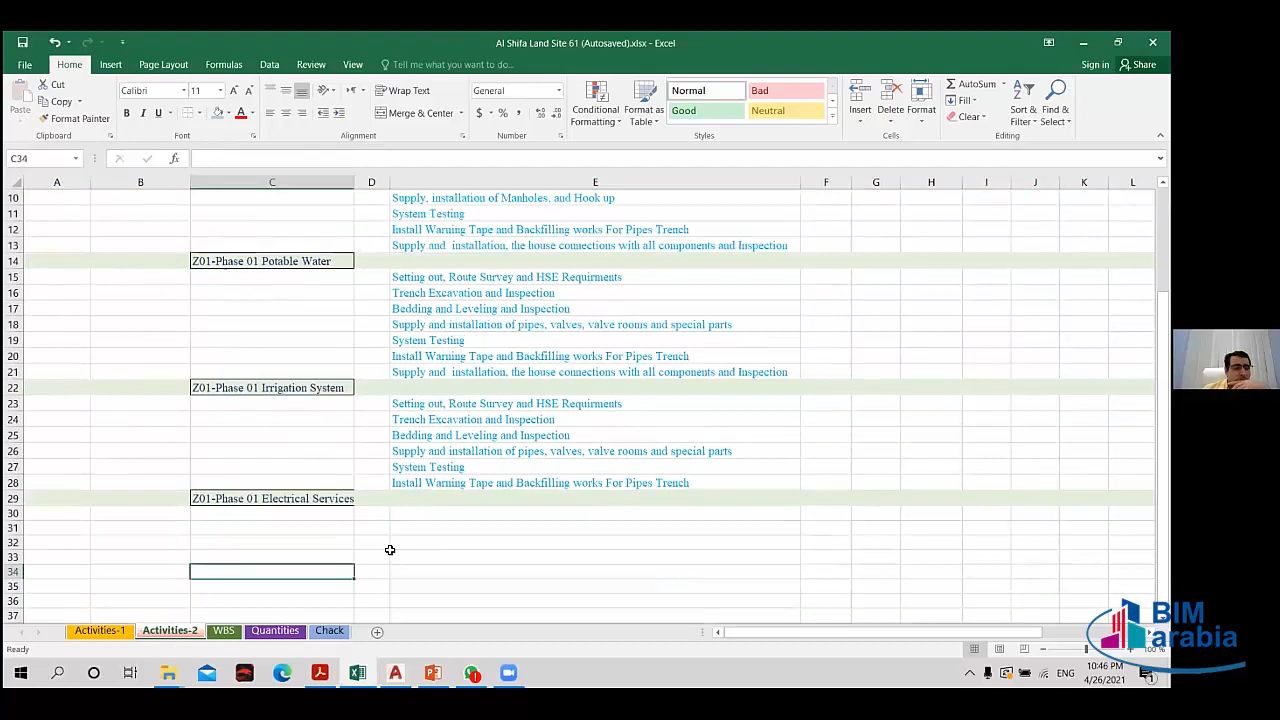 Al Shifa Land Site 61 (Autosaved).xlsx - Excel
File Home Insert Page Layout Formulas Data Review View Tell me what you want to do... Sign in Share
Paste
Cut
Copy
Format Painter
Clipboard
Calibri 11
B I U
Font
Wrap Text
Merge & Center
Alignment
General
$ % ,
Number
Conditional Formatting
Format as Table
Normal Bad
Good Neutral
Styles
Insert Delete Format
Cells
AutoSum
Fill
Clear
Sort & Filter
Find & Select
Editing
C34 fx
A B C D E F G H I J K L
10 Supply, installation of Manholes, and Hook up
11 System Testing
12 Install Warning Tape and Backfilling works For Pipes Trench
13 Supply and installation, the house connections with all components and Inspection
14 Z01-Phase 01 Potable Water
15 Setting out, Route Survey and HSE Requirments
16 Trench Excavation and Inspection
17 Bedding and Leveling and Inspection
18 Supply and installation of pipes, valves, valve rooms and special parts
19 System Testing
20 Install Warning Tape and Backfilling works For Pipes Trench
21 Supply and installation, the house connections with all components and Inspection
22 Z01-Phase 01 Irrigation System
23 Setting out, Route Survey and HSE Requirments
24 Trench Excavation and Inspection
25 Bedding and Leveling and Inspection
26 Supply and installation of pipes, valves, valve rooms and special parts
27 System Testing
28 Install Warning Tape and Backfilling works For Pipes Trench
29 Z01-Phase 01 Electrical Services
30
31
32
33
34
35
36
37
Activities-1 Activities-2 WBS Quantities Chack
Ready 100 %
BIM
arabia
ENG
10:46 PM
4/26/2021